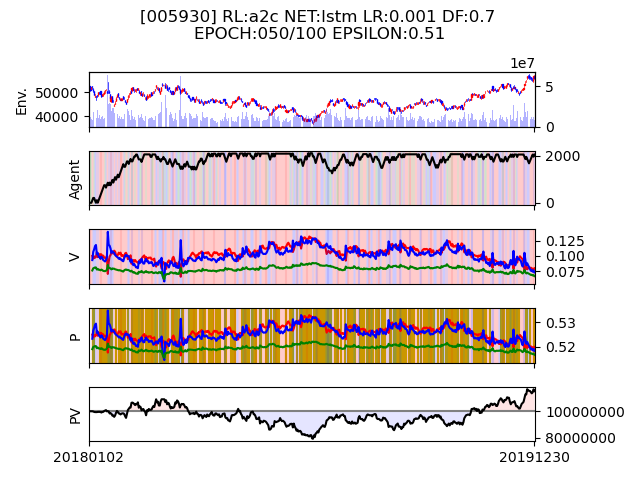 [005930] RL:a2c NET:lstm LR:0.001 DF:0.7
EPOCH:050/100 EPSILON:0.51
1e7
Env.
50000
40000
5
0
Agent
2000
0
V
0.125
0.100
0.075
P
0.53
0.52
PV
100000000
80000000
20180102
20191230